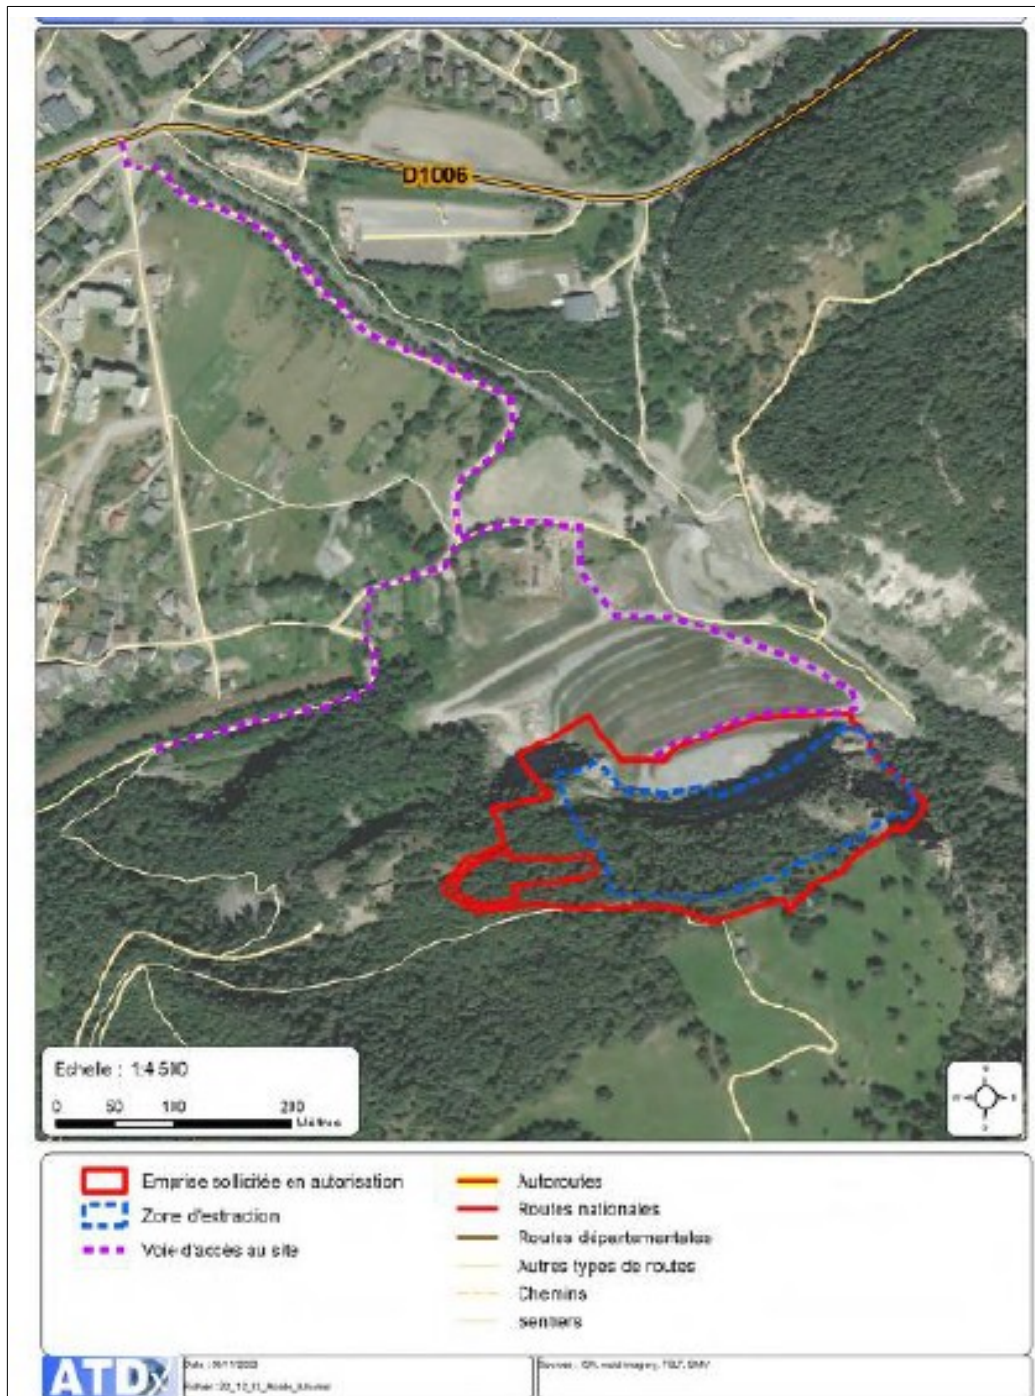 D1006
Echelle : 1:4 500
0 50 100 200
Mètres
N
W E
S
Emprise sollicitée en autorisation
Zone d'extraction
Voie d'accès au site
Autoroutes
Routes nationales
Routes départementales
Autres types de routes
Chemins
Sentiers
ATDx